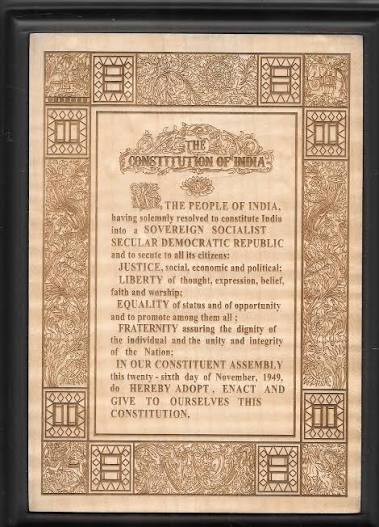 THE
CONSTITUTION OF INDIA
WE, THE PEOPLE OF INDIA,
having solemnly resolved to constitute India
into a SOVEREIGN SOCIALIST
SECULAR DEMOCRATIC REPUBLIC
and to secure to all its citizens:
JUSTICE, social, economic and political;
LIBERTY of thought, expression, belief,
faith and worship;
EQUALITY of status and of opportunity
and to promote among them all ;
FRATERNITY assuring the dignity of
the individual and the unity and integrity
of the Nation;
IN OUR CONSTITUENT ASSEMBLY
this twenty - sixth day of November, 1949,
do HEREBY ADOPT , ENACT AND
GIVE TO OURSELVES THIS
CONSTITUTION.